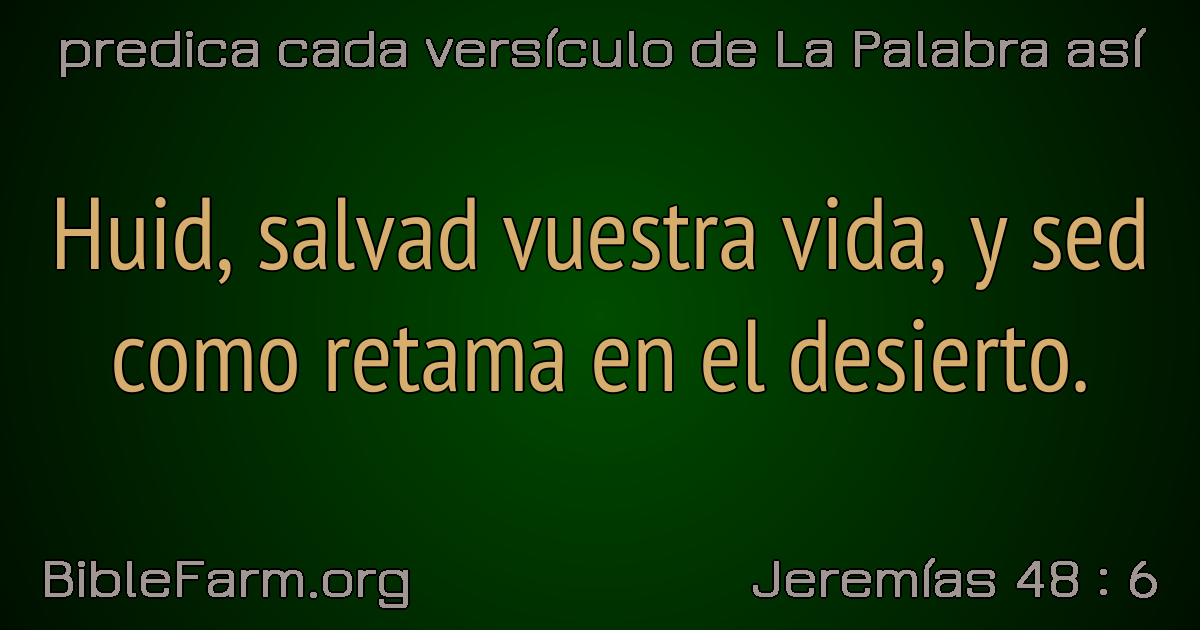 predica cada versículo de La Palabra así
Huid, salvad vuestra vida, y sed
como retama en el desierto.
BibleFarm.org
Jeremías 48 : 6